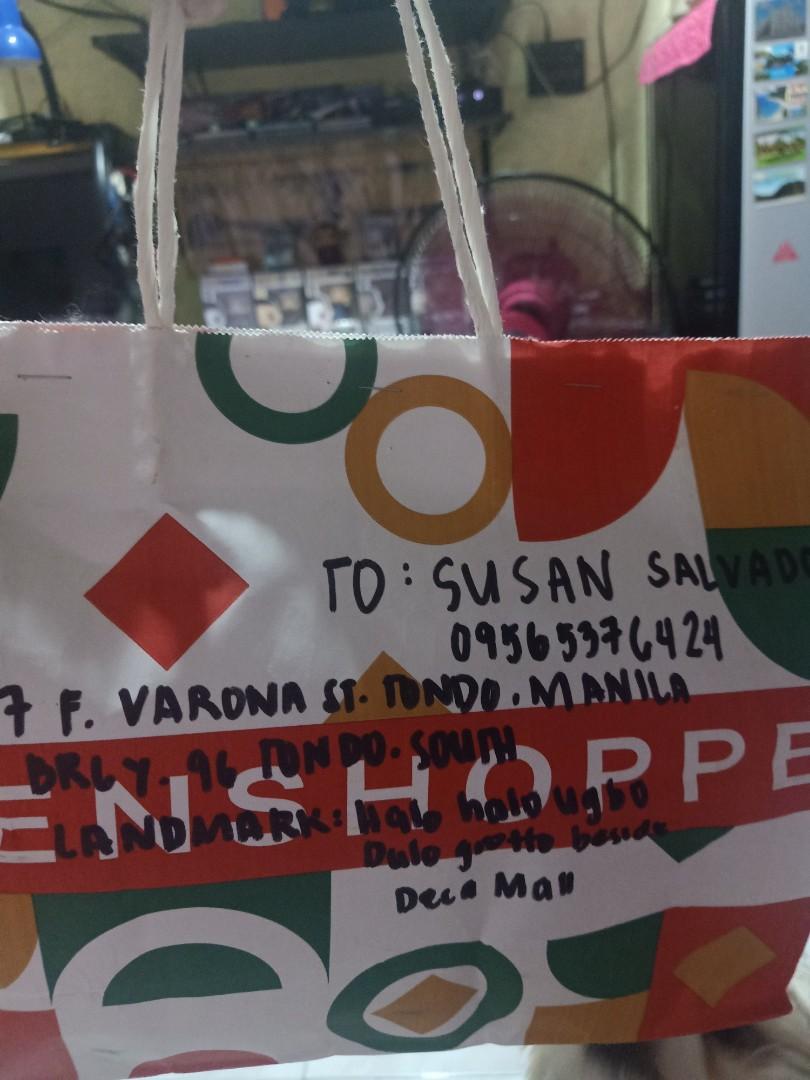 TO: SUSAN SALVADO
09565376424
7 F. VARONA ST. TONDO. MANILA
BRGY. 96 TONDO. SOUTH
ENSHOPPE
LANDMARK: Halo halo ugbo
Dulo grotto beside
Deca Mall